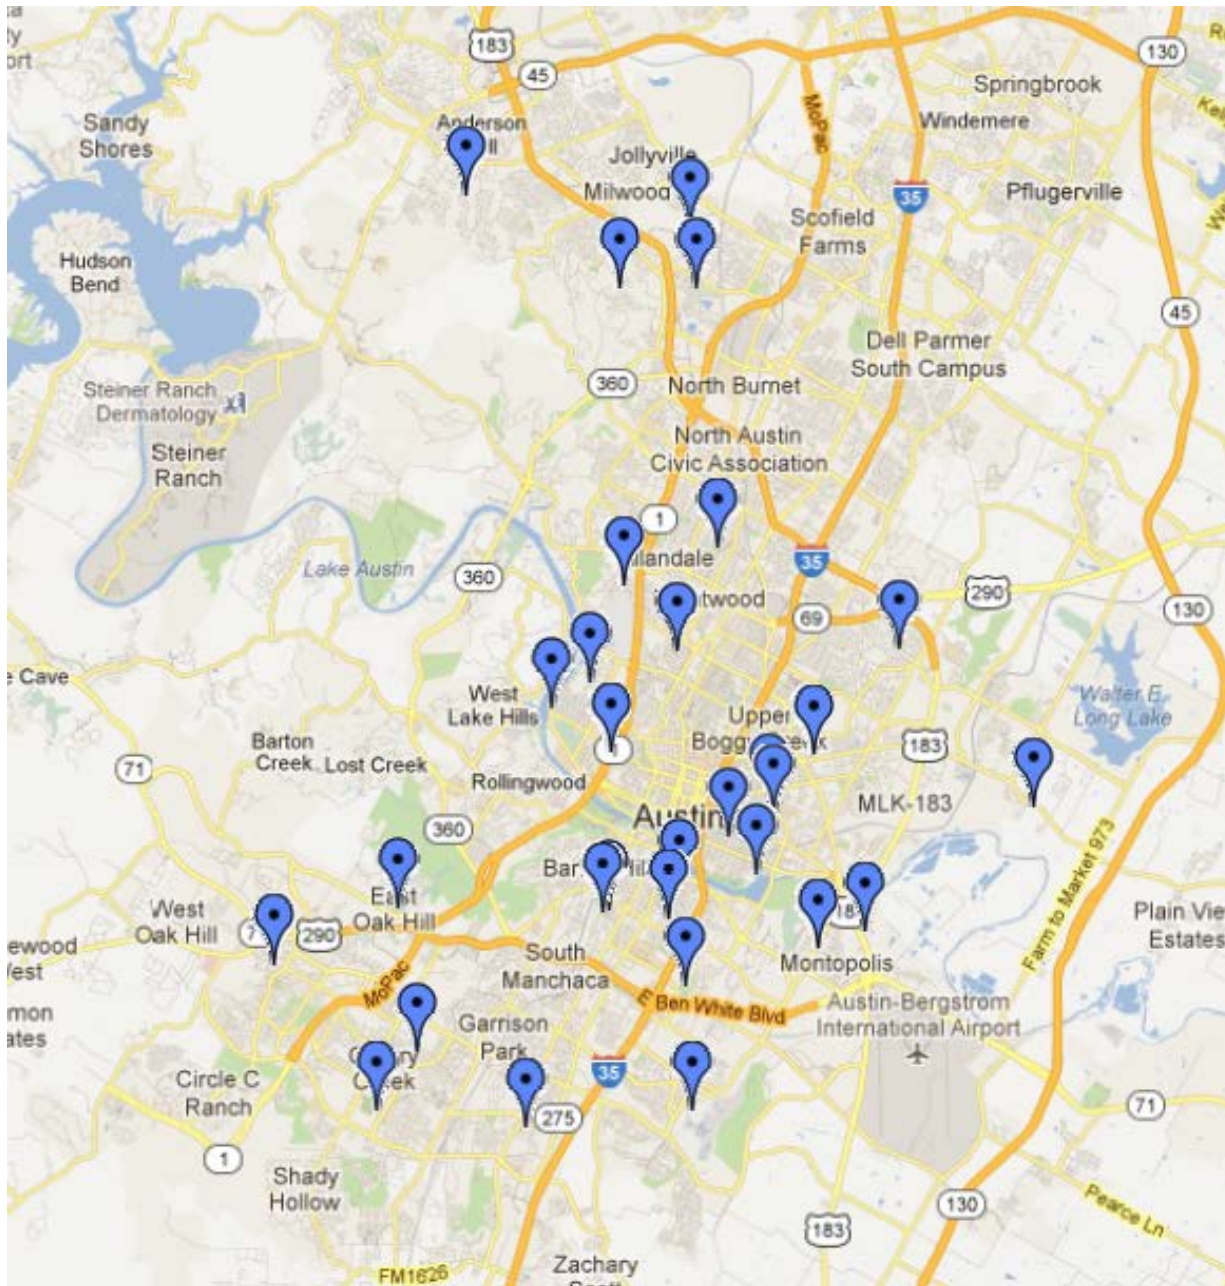 183
130
45
Springbrook
Sandy
Shores
Anderson
Windemere
MoPac
Jollyville
Milwood
35
Pflugerville
Scofield
Farms
Hudson
Bend
45
Dell Parmer
South Campus
Steiner Ranch
Dermatology
360
North Burnet
Steiner
Ranch
North Austin
Civic Association
1
Lake Austin
360
35
290
130
69
e Cave
West
Lake Hills
Walter E
Long Lake
Upper
Barton
Creek
Lost Creek
183
71
Rollingwood
MLK-183
Austin
360
Farm to Market 973
East
Oak Hill
West
Oak Hill
290
Plain Vie
Estates
South
Manchaca
Montopolis
MoPac
E Ben White Blvd
Austin-Bergstrom
International Airport
Garrison
Park
Circle C
Ranch
35
275
71
1
Shady
Hollow
130
Pearce Ln
183
Zachary
FM1626